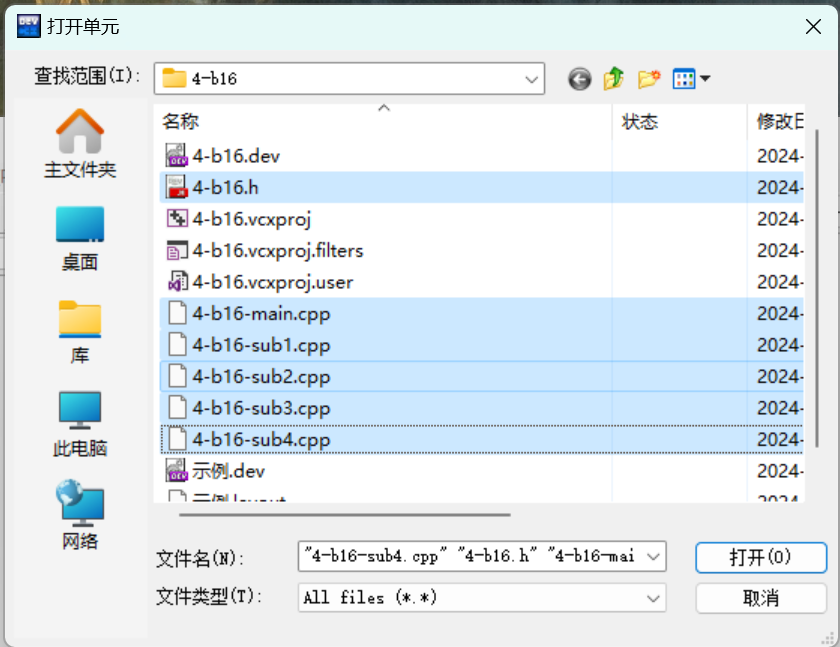 打开单元
查找范围(I):
4-b16
名称
状态
修改日
4-b16.dev
2024-
4-b16.h
2024-
4-b16.vcxproj
2024-
4-b16.vcxproj.filters
2024-
4-b16.vcxproj.user
2024-
4-b16-main.cpp
2024-
4-b16-sub1.cpp
2024-
4-b16-sub2.cpp
2024-
4-b16-sub3.cpp
2024-
4-b16-sub4.cpp
2024-
示例.dev
2024-
示例.layout
2024-
主文件夹
桌面
库
此电脑
网络
文件名(N):
"4-b16-sub4.cpp" "4-b16.h" "4-b16-mai
打开(O)
文件类型(T):
All files (*.*)
取消